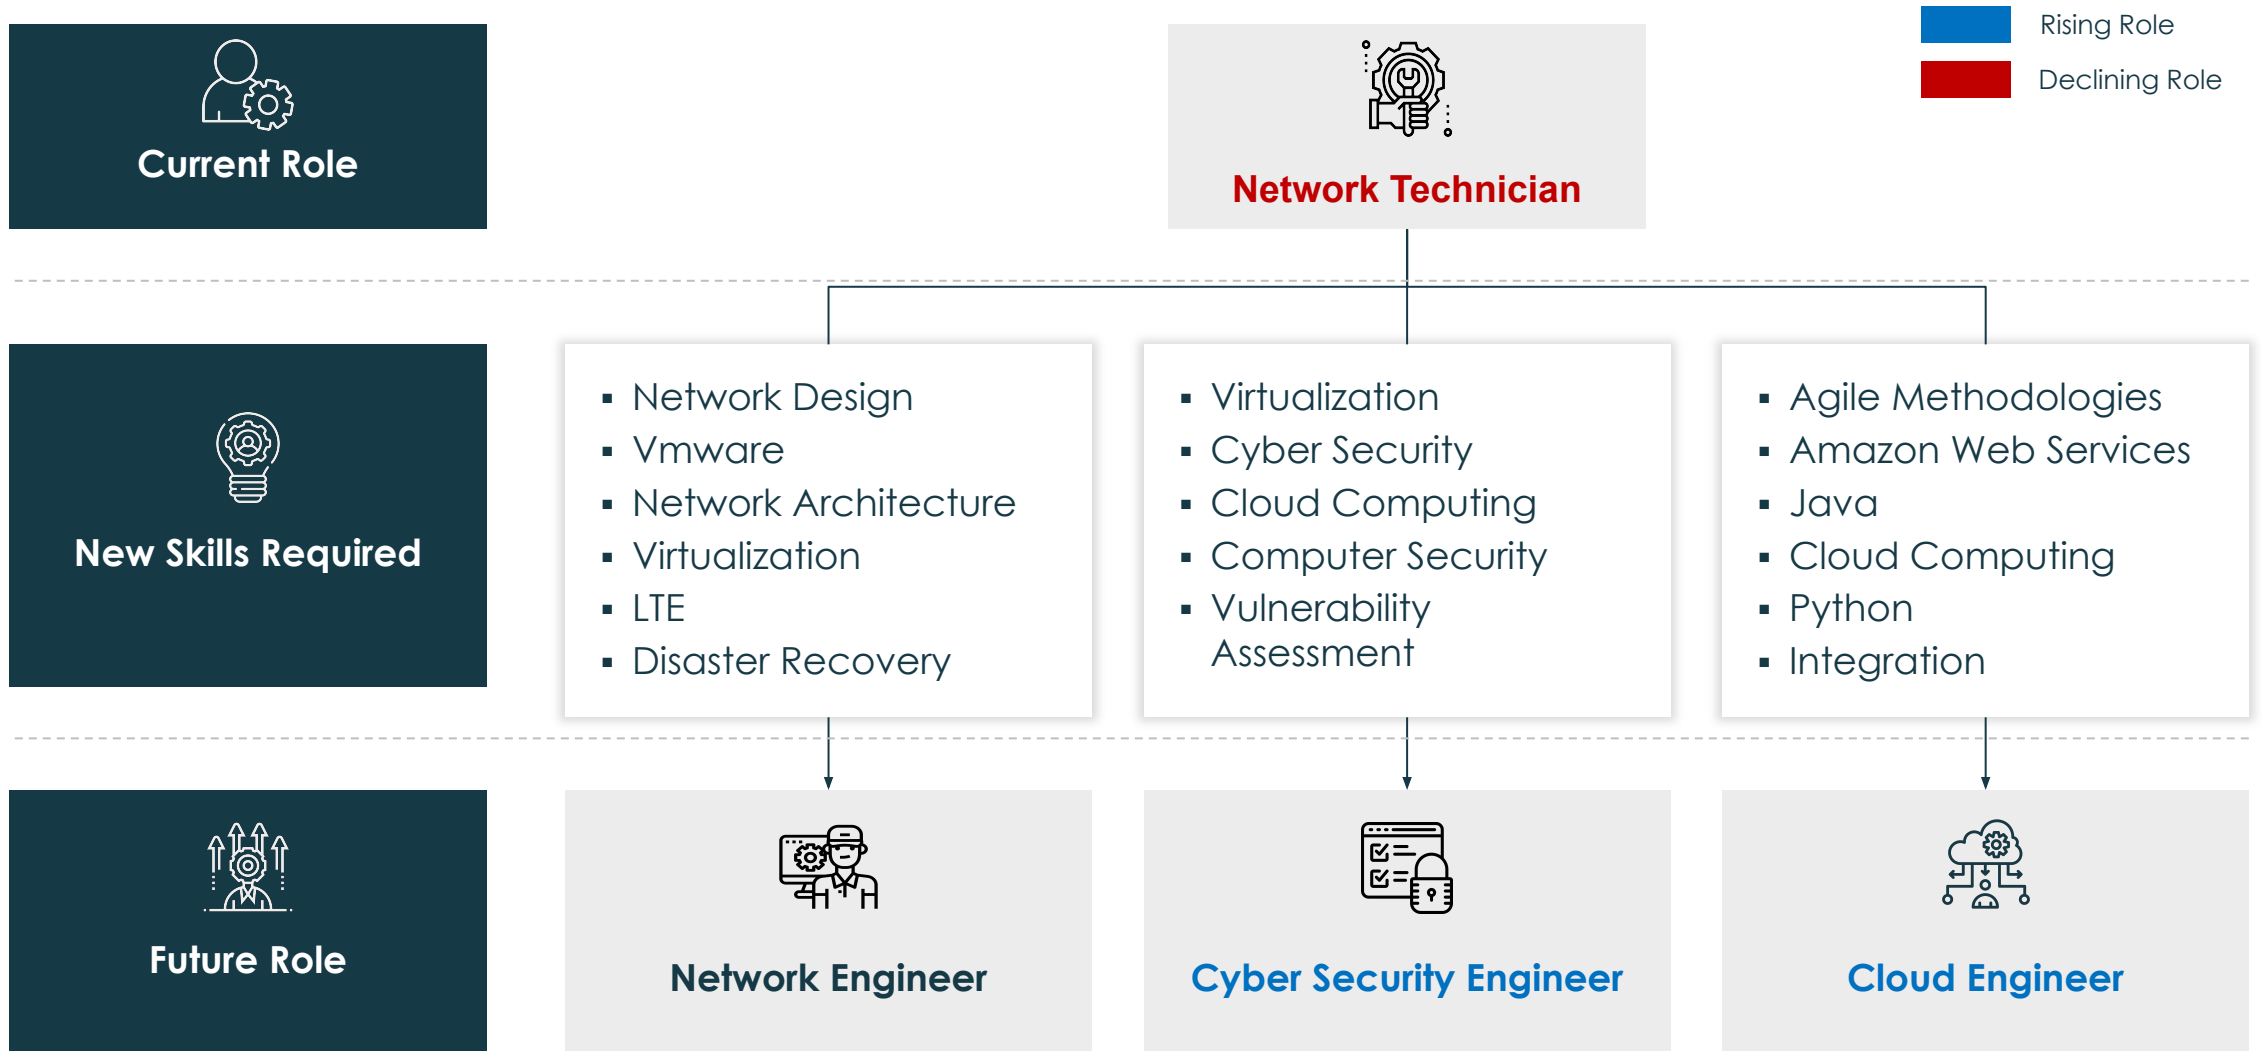 Rising Role
Declining Role
Current Role
Network Technician
New Skills Required
▪ Network Design
▪ Vmware
▪ Network Architecture
▪ Virtualization
▪ LTE
▪ Disaster Recovery
▪ Virtualization
▪ Cyber Security
▪ Cloud Computing
▪ Computer Security
▪ Vulnerability
Assessment
▪ Agile Methodologies
▪ Amazon Web Services
▪ Java
▪ Cloud Computing
▪ Python
▪ Integration
Future Role
Network Engineer
Cyber Security Engineer
Cloud Engineer